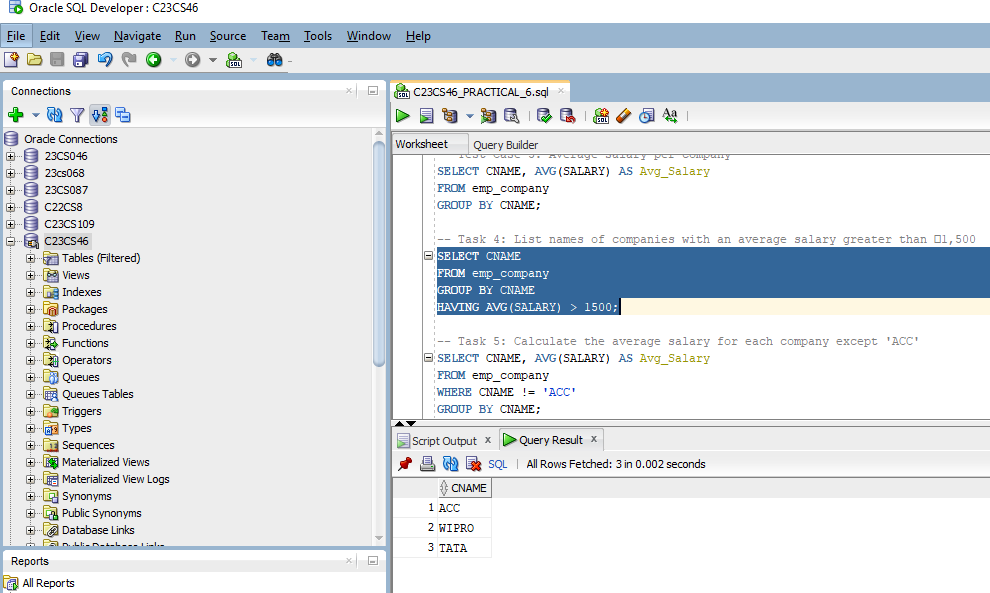 Oracle SQL Developer : C23CS46
File Edit View Navigate Run Source Team Tools Window Help
Connections
Oracle Connections
23CS046
23cs068
23CS087
C22CS8
C23CS109
C23CS46
Tables (Filtered)
Views
Indexes
Packages
Procedures
Functions
Operators
Queues
Queues Tables
Triggers
Types
Sequences
Materialized Views
Materialized View Logs
Synonyms
Public Synonyms
Database Links
Public Database Links
Reports
All Reports
C23CS46_PRACTICAL_6.sql
Worksheet Query Builder
-- Test Case 3: Average salary per company
SELECT CNAME, AVG(SALARY) AS Avg_Salary
FROM emp_company
GROUP BY CNAME;
-- Task 4: List names of companies with an average salary greater than □1,500
SELECT CNAME
FROM emp_company
GROUP BY CNAME
HAVING AVG(SALARY) > 1500;
-- Task 5: Calculate the average salary for each company except 'ACC'
SELECT CNAME, AVG(SALARY) AS Avg_Salary
FROM emp_company
WHERE CNAME != 'ACC'
GROUP BY CNAME;
Script Output x Query Result x
SQL | All Rows Fetched: 3 in 0.002 seconds
CNAME
1 ACC
2 WIPRO
3 TATA